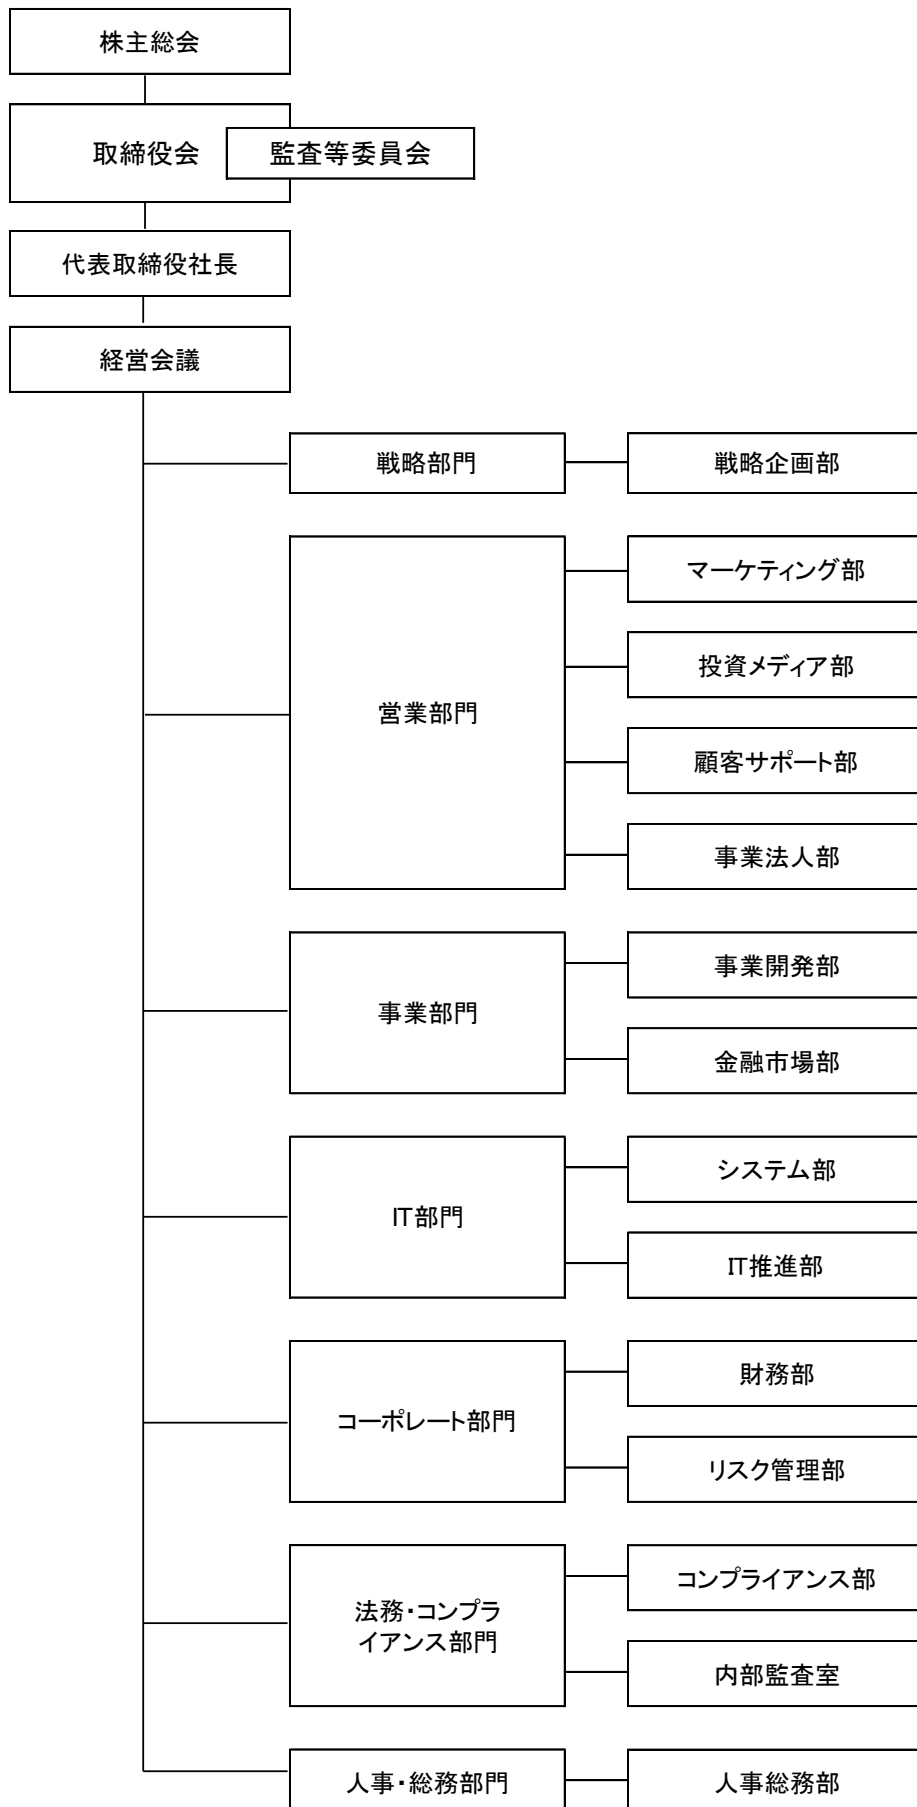 株主総会
取締役会
監査等委員会
代表取締役社長
経営会議
戦略部門
戦略企画部
営業部門
マーケティング部
投資メディア部
顧客サポート部
事業法人部
事業部門
事業開発部
金融市場部
IT部門
システム部
IT推進部
コーポレート部門
財務部
リスク管理部
法務・コンプラ
イアンス部門
コンプライアンス部
内部監査室
人事・総務部門
人事総務部